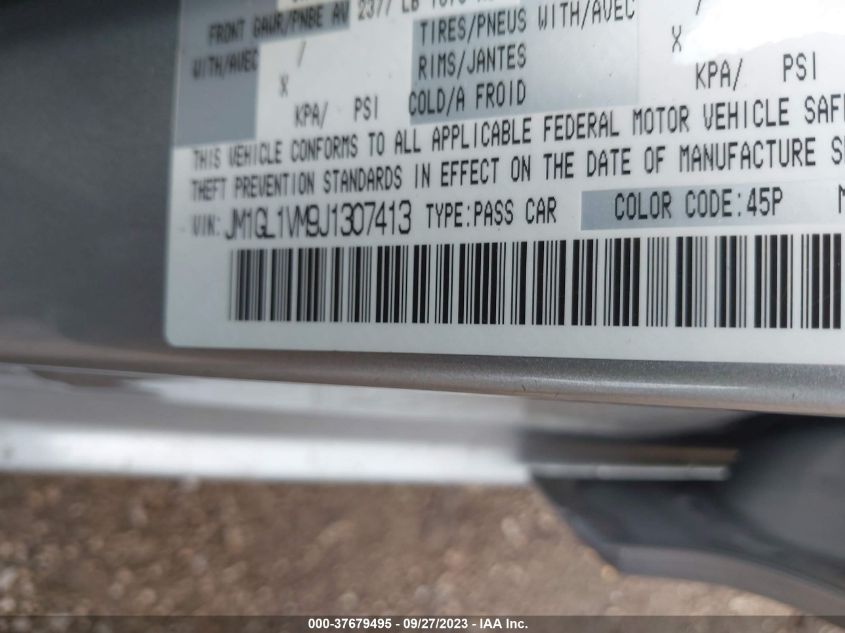 FRONT GAWR/PNBE AV 2377 LB
TIRES/PNEUS WITH/AVEC /
WITH/AVEC /
RIMS/JANTES X
X
COLD/A FROID KPA/ PSI
KPA/ PSI
THIS VEHICLE CONFORMS TO ALL APPLICABLE FEDERAL MOTOR VEHICLE SAF
THEFT PREVENTION STANDARDS IN EFFECT ON THE DATE OF MANUFACTURE S
VIN: JM1GL1VM9J1307413 TYPE:PASS CAR COLOR CODE:45P M
000-37679495 - 09/27/2023 - IAA Inc.